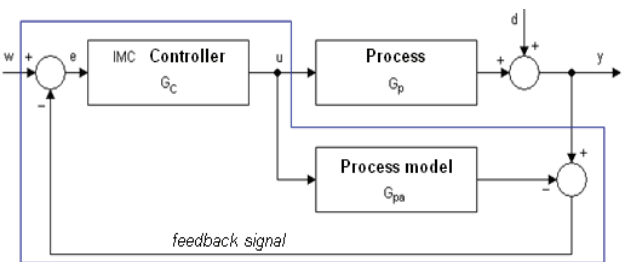 d
w + e IMC Controller u Process + + y
G_C G_p
−
+
Process model −
G_pa
feedback signal